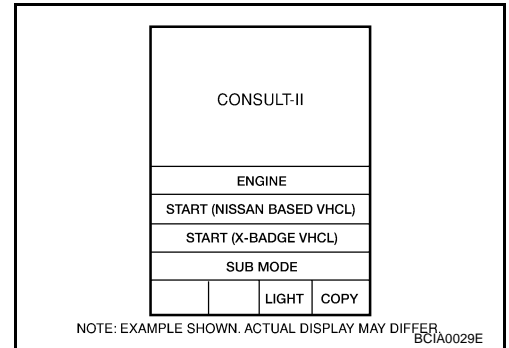 CONSULT-II
ENGINE
START (NISSAN BASED VHCL)
START (X-BADGE VHCL)
SUB MODE
LIGHT COPY
NOTE: EXAMPLE SHOWN. ACTUAL DISPLAY MAY DIFFER.
BCIA0029E